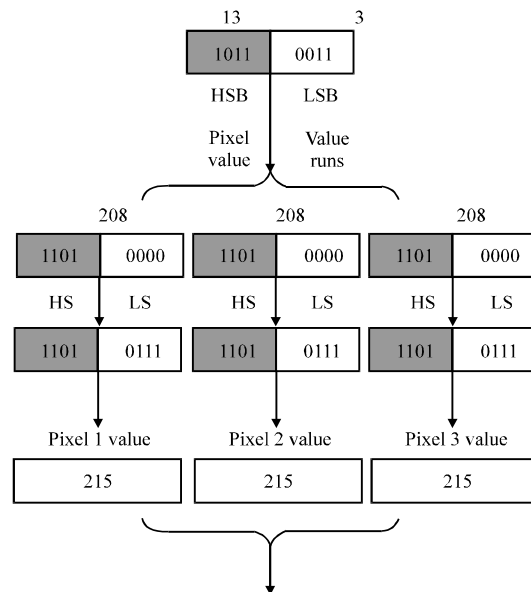 13 3
1011 0011
HSB LSB
Pixel value Value runs
208 208 208
1101 0000 1101 0000 1101 0000
HS LS HS LS HS LS
1101 0111 1101 0111 1101 0111
Pixel 1 value Pixel 2 value Pixel 3 value
215 215 215